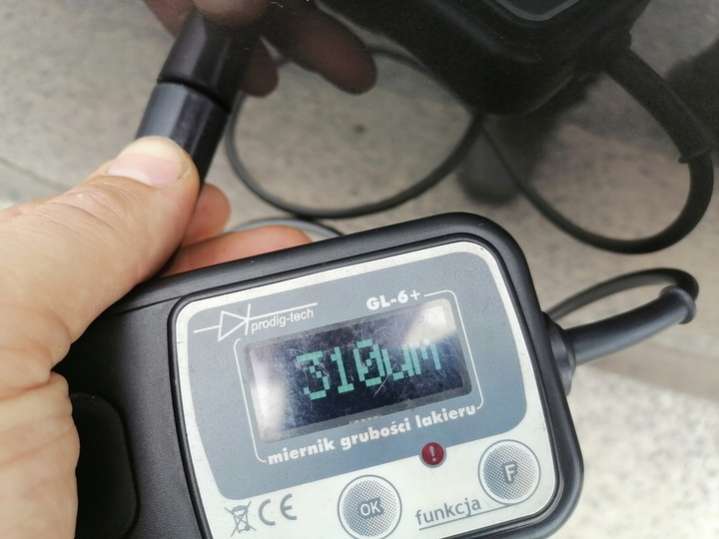 prodig-tech
GL-6+
310um
miernik grubości lakieru
!
CE
OK
F
funkcja